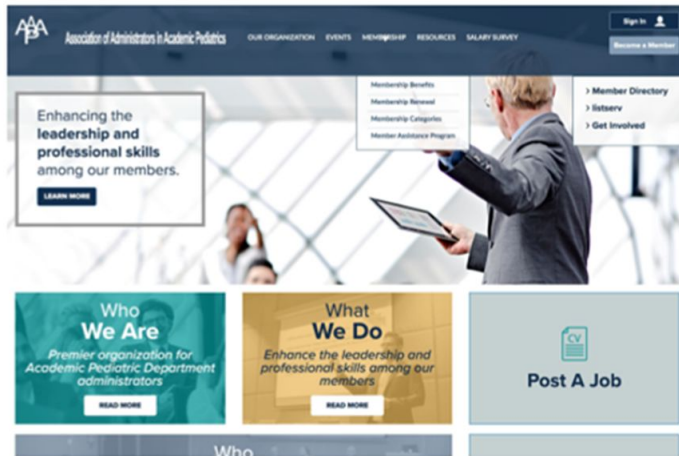 AAAP
Association of Administrators in Academic Pediatrics
OUR ORGANIZATION EVENTS MEMBERSHIP RESOURCES SALARY SURVEY
Sign In
Become a Member
Membership Benefits
Membership Renewal
Membership Categories
Member Assistance Program
> Member Directory
> listserv
> Get Involved
Enhancing the
leadership and
professional skills
among our members.
LEARN MORE
Who
We Are
Premier organization for
Academic Pediatric Department
administrators
READ MORE
What
We Do
Enhance the leadership and
professional skills among our
members
READ MORE
CV
Post A Job
Who